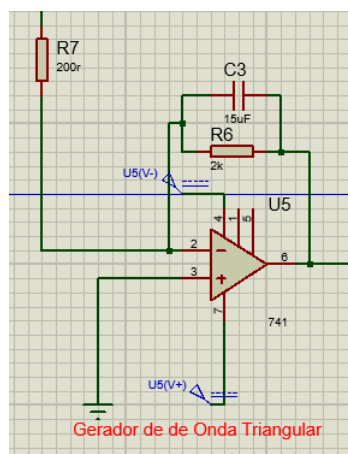 R7
200r
C3
15uF
R6
2k
U5(V-)
U5
4
1
5
2
3
6
7
741
U5(V+)
Gerador de de Onda Triangular